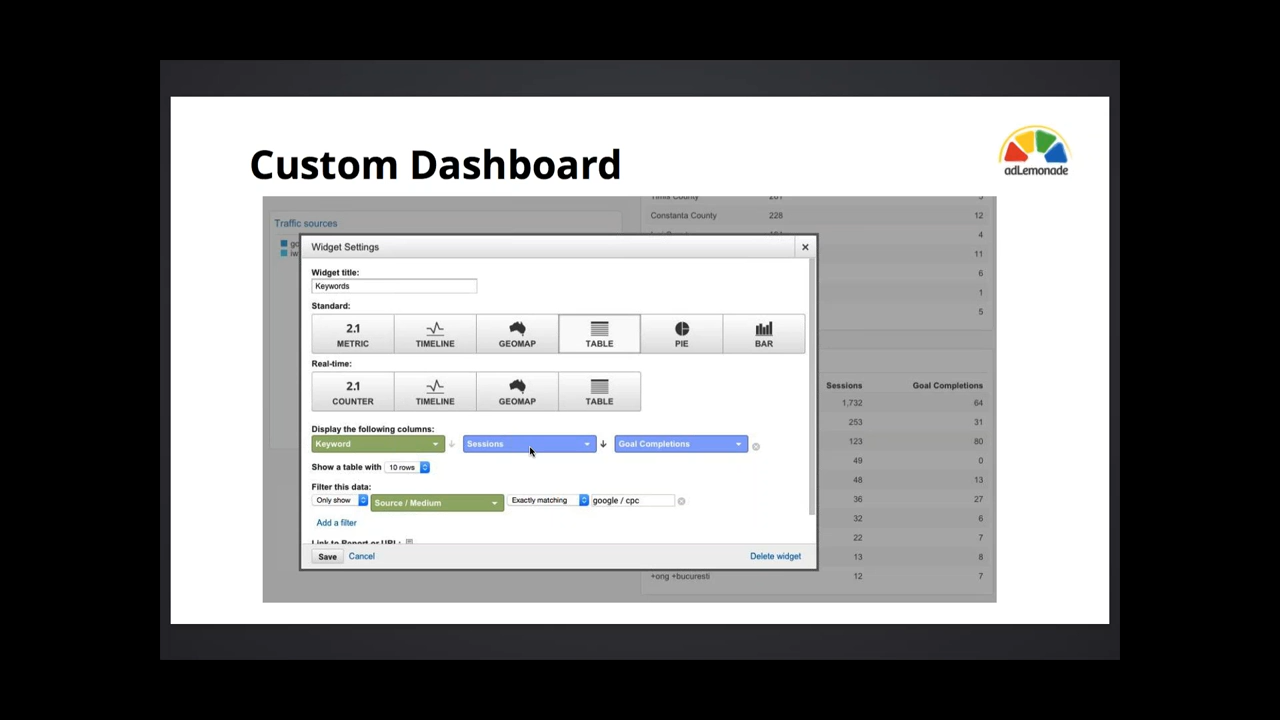 Custom Dashboard
adLemonade
Traffic sources
Constanta County 228 12
4
Widget Settings
11
Widget title:
6
Keywords
1
Standard:
5
2.1
METRIC TIMELINE GEOMAP TABLE PIE BAR
Real-time:
2.1
COUNTER TIMELINE GEOMAP TABLE
Sessions Goal Completions
1,732 64
253 31
Display the following columns:
Keyword Sessions Goal Completions
123 80
49 0
Show a table with 10 rows
48 13
Filter this data:
Only show Source / Medium Exactly matching google / cpc
36 27
32 6
Add a filter
22 7
Save Cancel Delete widget
13 8
+ong +bucuresti 12 7